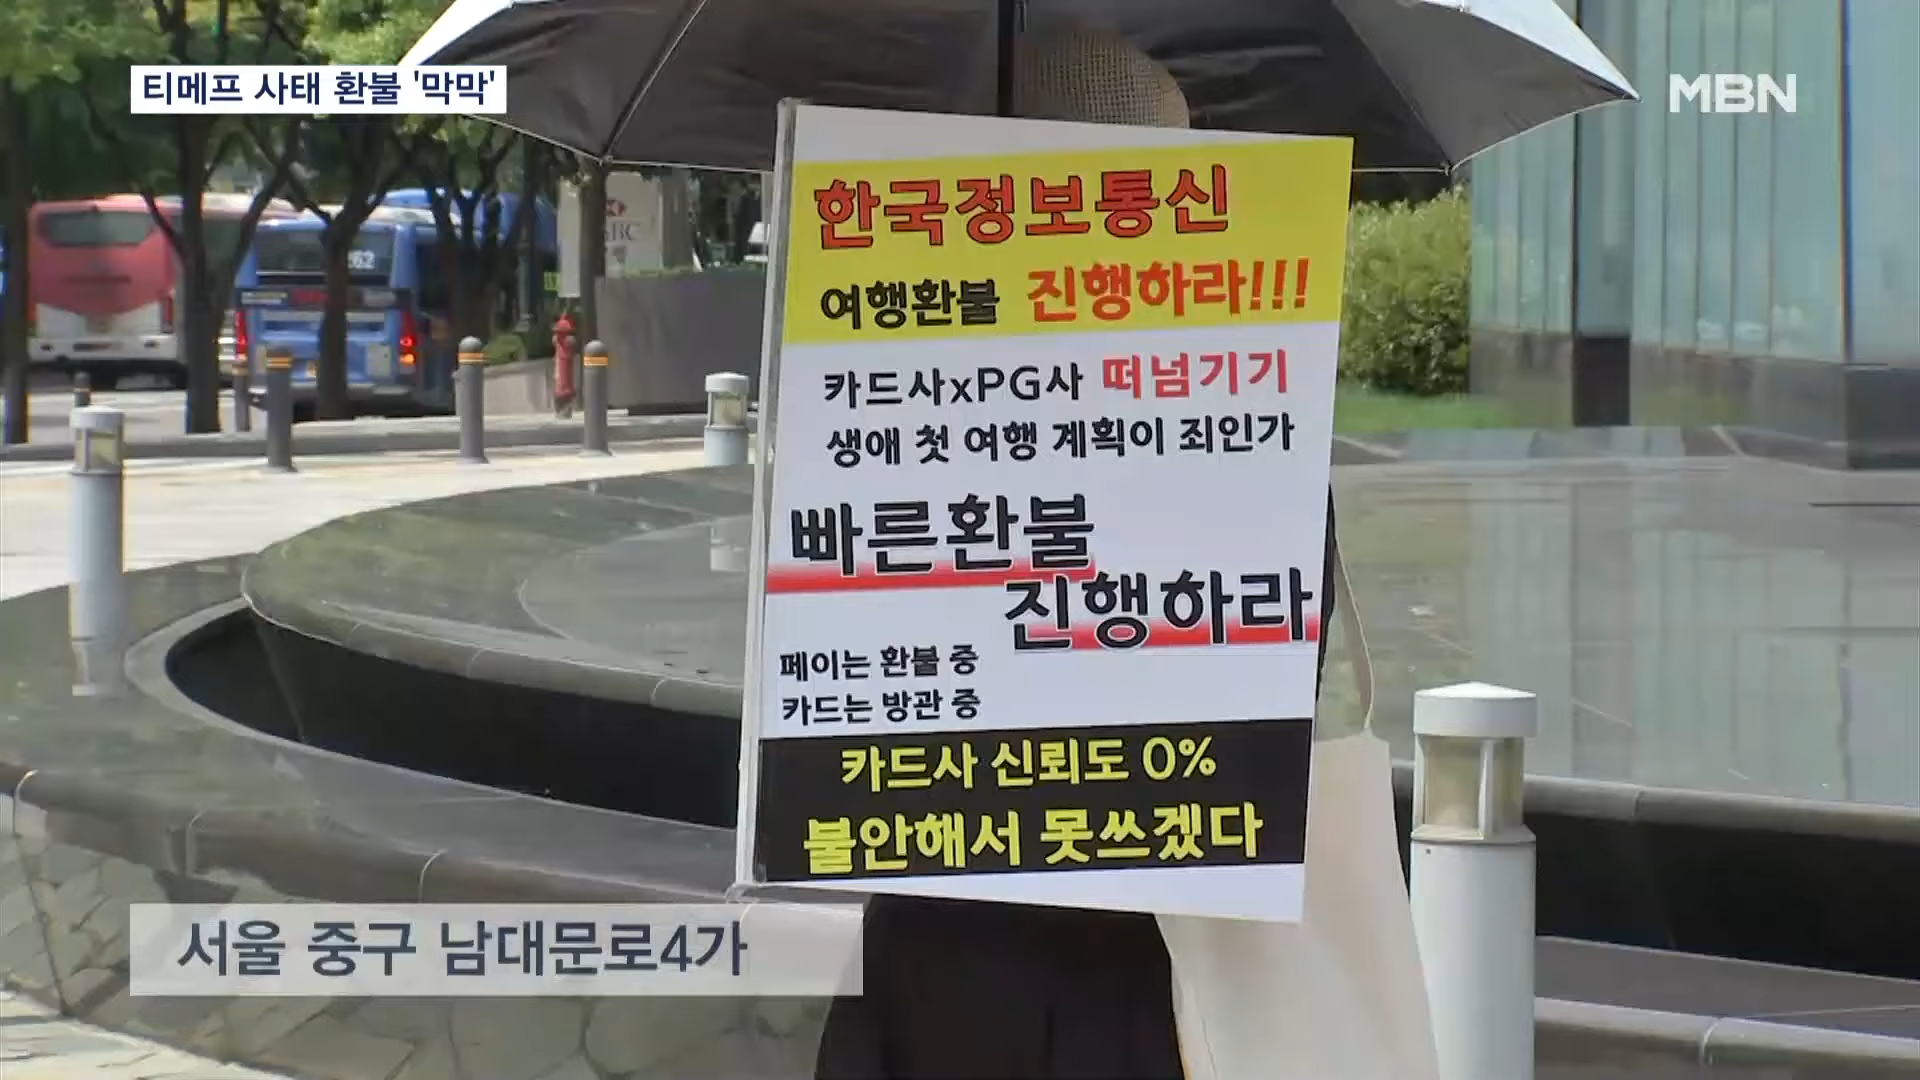 티메프 사태 환불 '막막'
MBN
262
한국정보통신
여행환불 진행하라!!!
카드사xPG사 떠넘기기
생애 첫 여행 계획이 죄인가
빠른환불
진행하라
페이는 환불 중
카드는 방관 중
카드사 신뢰도 0%
불안해서 못쓰겠다
서울 중구 남대문로4가